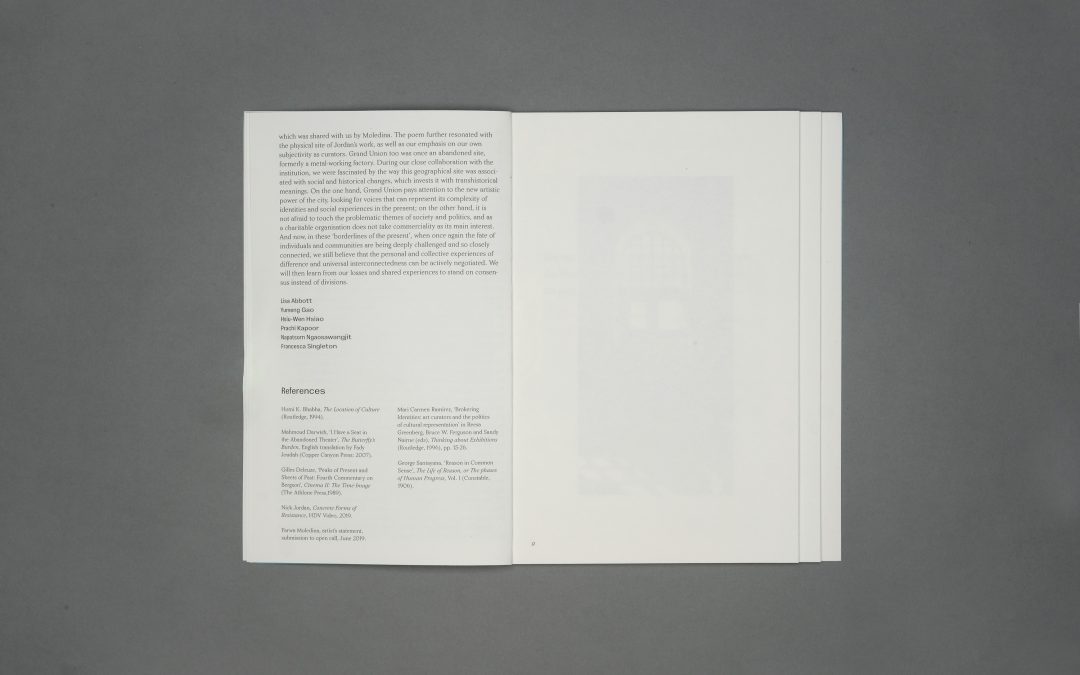 which was shared with us by Moledina. The poem further resonated with
the physical site of Jordan's work, as well as our emphasis on our own
subjectivity as curators. Grand Union too was once an abandoned site,
formerly a metal-working factory. During our close collaboration with the
institution, we were fascinated by the way this geographical site was associ-
ated with social and historical changes, which invests it with transhistorical
meanings. On the one hand, Grand Union pays attention to the new artistic
power of the city, looking for voices that can represent its complexity of
identities and social experiences in the present; on the other hand, it is
not afraid to touch the problematic themes of society and politics, and as
a charitable organisation does not take commerciality as its main interest.
And now, in these 'borderlines of the present', when once again the fate of
individuals and communities are being deeply challenged and so closely
connected, we still believe that the personal and collective experiences of
difference and universal interconnectedness can be actively negotiated. We
will then learn from our losses and shared experiences to stand on consen-
sus instead of divisions.
Lisa Abbott
Yumeng Gao
Hsiu-Wen Hsiao
Prachi Kapoor
Napatsorn Ngaosawangjit
Francesca Singleton
References
Homi K. Bhabha, The Location of Culture
(Routledge, 1994).
Mahmoud Darwish, 'I Have a Seat in
the Abandoned Theater', The Butterfly's
Burden, English translation by Fady
Joudah (Copper Canyon Press: 2007).
Gilles Deleuze, 'Peaks of Present and
Sheets of Past: Fourth Commentary on
Bergson', Cinema II: The Time-Image
(The Athlone Press,1989).
Nick Jordan, Concrete Forms of
Resistance, HDV Video, 2019.
Parwa Moledina, artist's statement,
submission to open call, June 2019.
Mari Carmen Ramírez, 'Brokering
Identities: art curators and the politics
of cultural representation' in Reesa
Greenberg, Bruce W. Ferguson and Sandy
Nairne (eds), Thinking about Exhibitions
(Routledge, 1996), pp. 15-26.
George Santayana, 'Reason in Common
Sense', The Life of Reason, or The phases
of Human Progress, Vol. 1 (Constable,
1906).